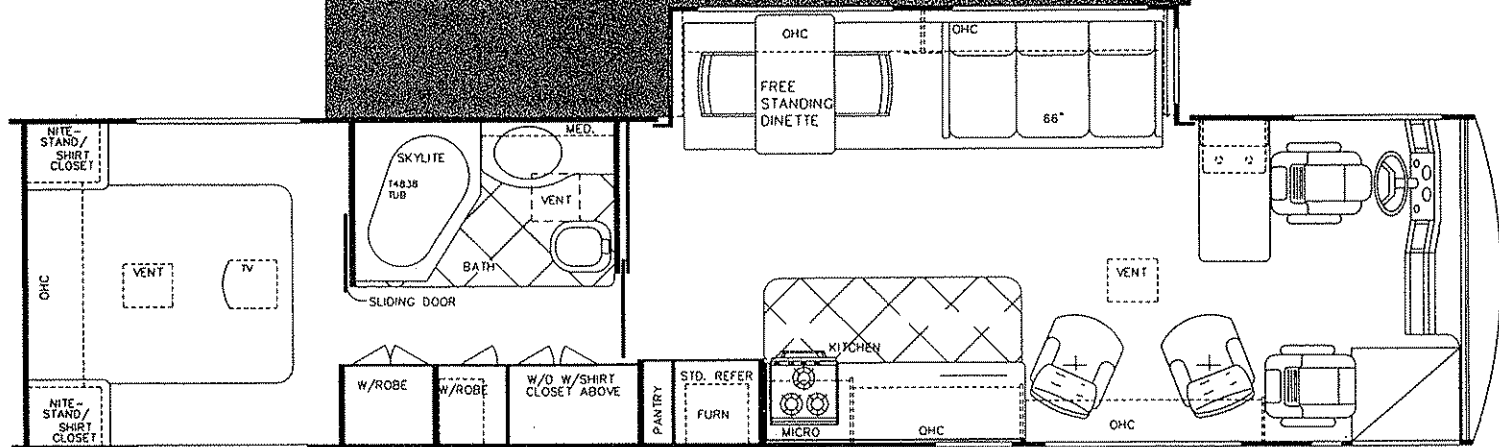 OHC
OHC
FREE
STANDING
DINETTE
66"
NITE-
STAND/
SHIRT
CLOSET
SKYLITE
T4838
TUB
MED.
VENT
BATH
OHC
VENT
TV
SLIDING DOOR
VENT
KITCHEN
NITE-
STAND/
SHIRT
CLOSET
W/ROBE
W/ROBE
W/D W/SHIRT
CLOSET ABOVE
PANTRY
STD. REFER
FURN
MICRO
OHC
OHC